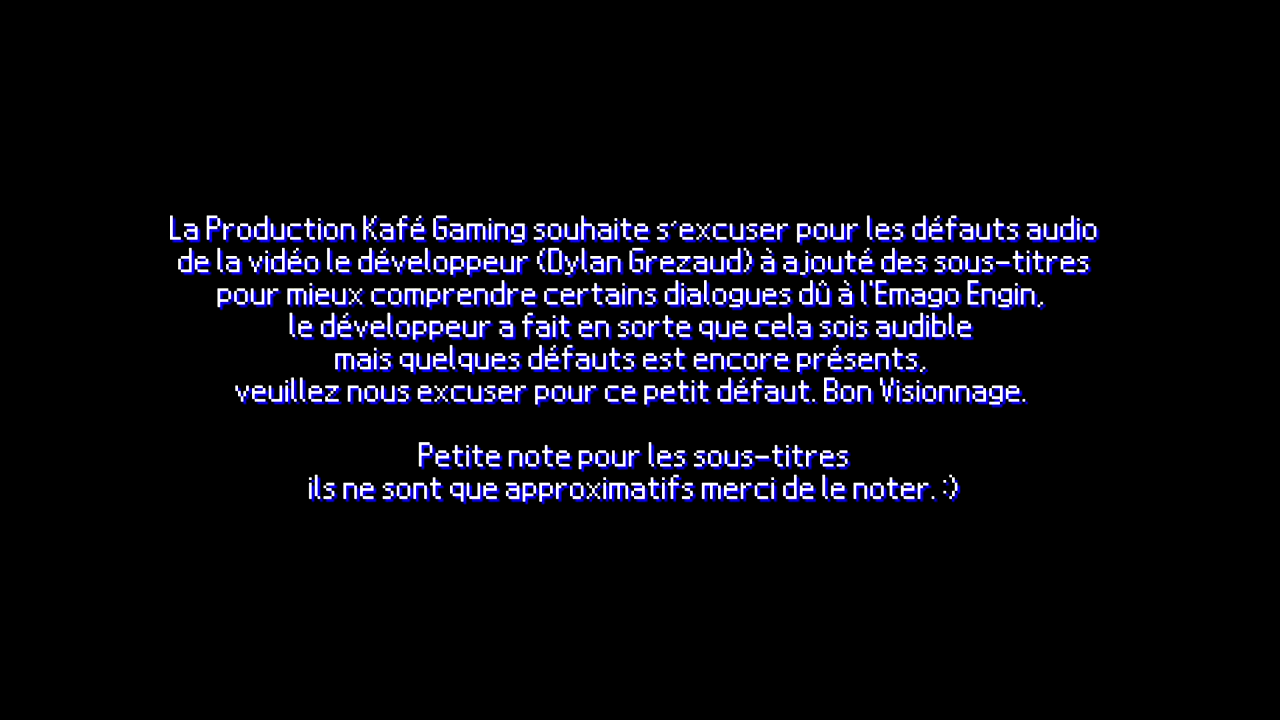 La Production Kafé Gaming souhaite s'excuser pour les défauts audio
de la vidéo le développeur (Dylan Grezaud) à ajouté des sous-titres
pour mieux comprendre certains dialogues dû à l'Emago Engin,
le développeur a fait en sorte que cela sois audible
mais quelques défauts est encore présents,
veuillez nous excuser pour ce petit défaut. Bon Visionnage.
Petite note pour les sous-titres
ils ne sont que approximatifs merci de le noter. :)